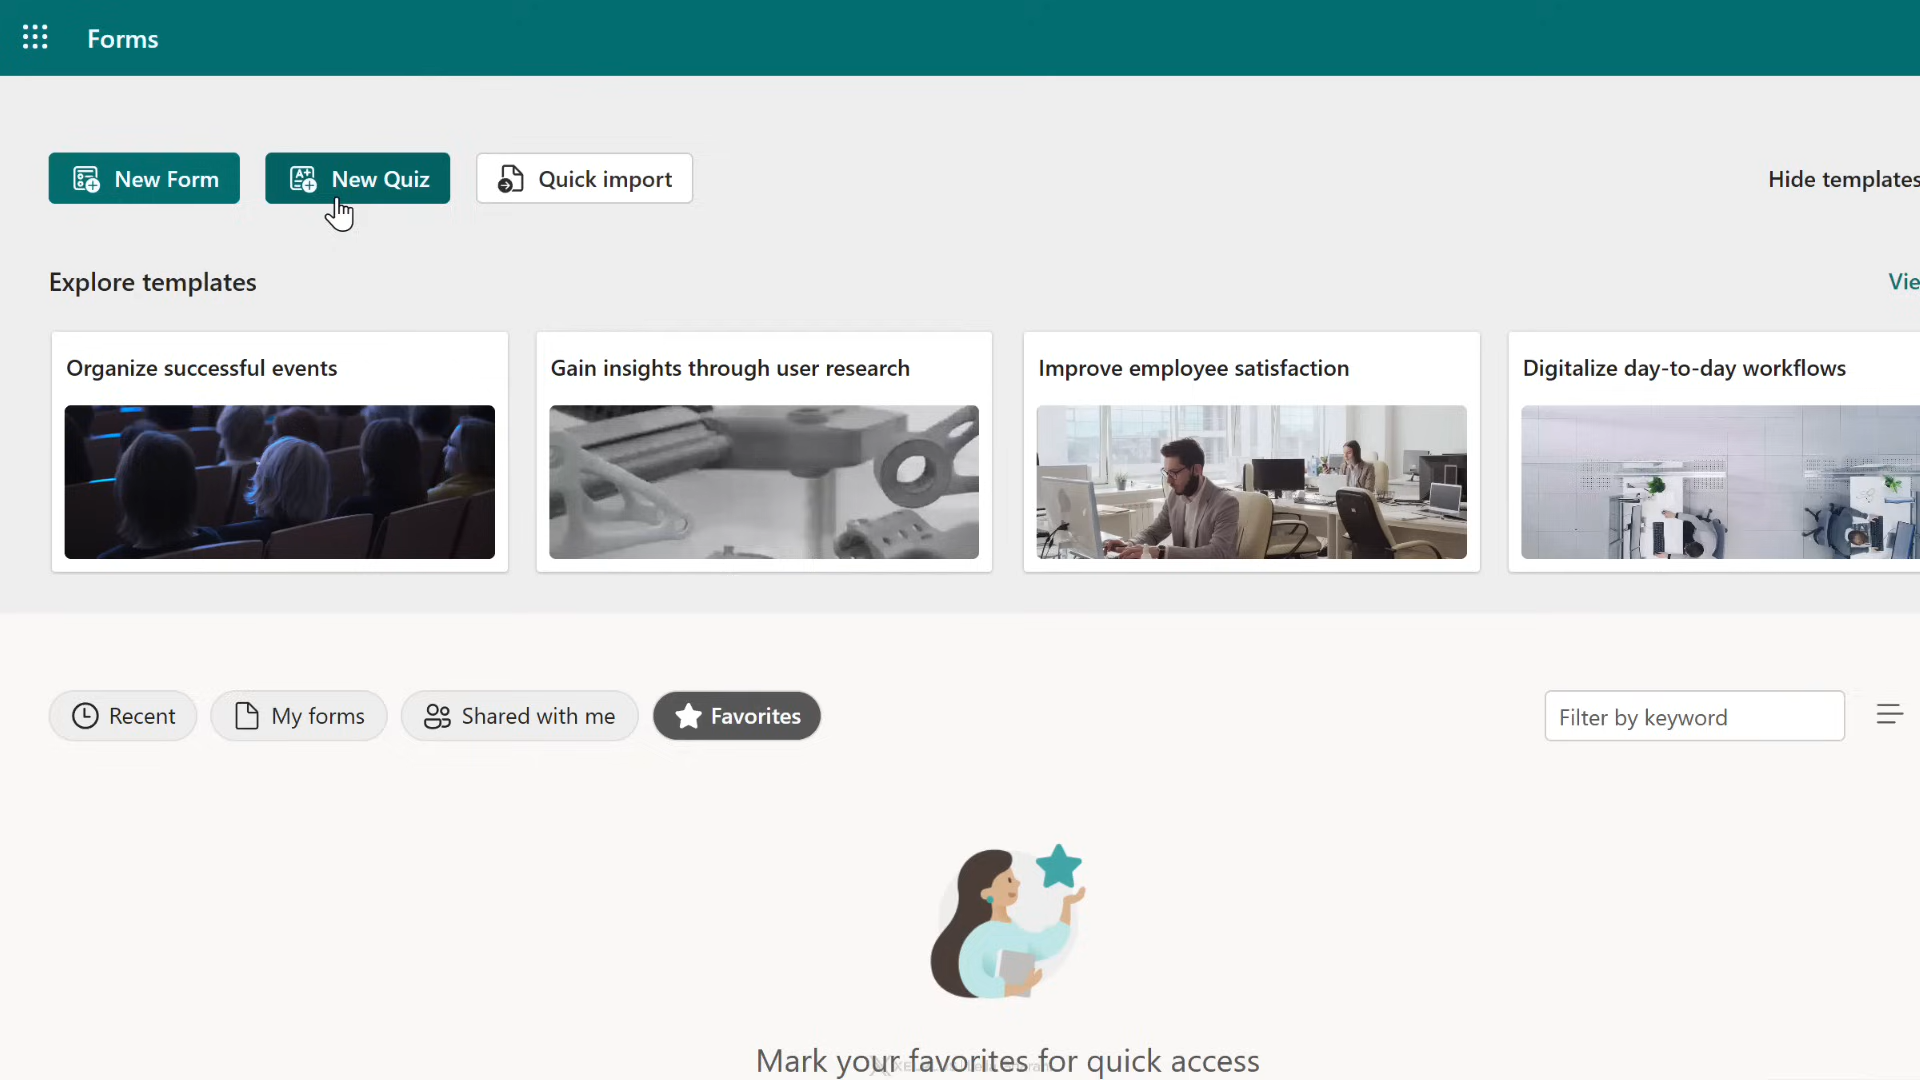 Forms
New Form
New Quiz
Quick import
Hide templates
Explore templates
Vie
Organize successful events
Gain insights through user research
Improve employee satisfaction
Digitalize day-to-day workflows
Recent
My forms
Shared with me
Favorites
Filter by keyword
Mark your favorites for quick access